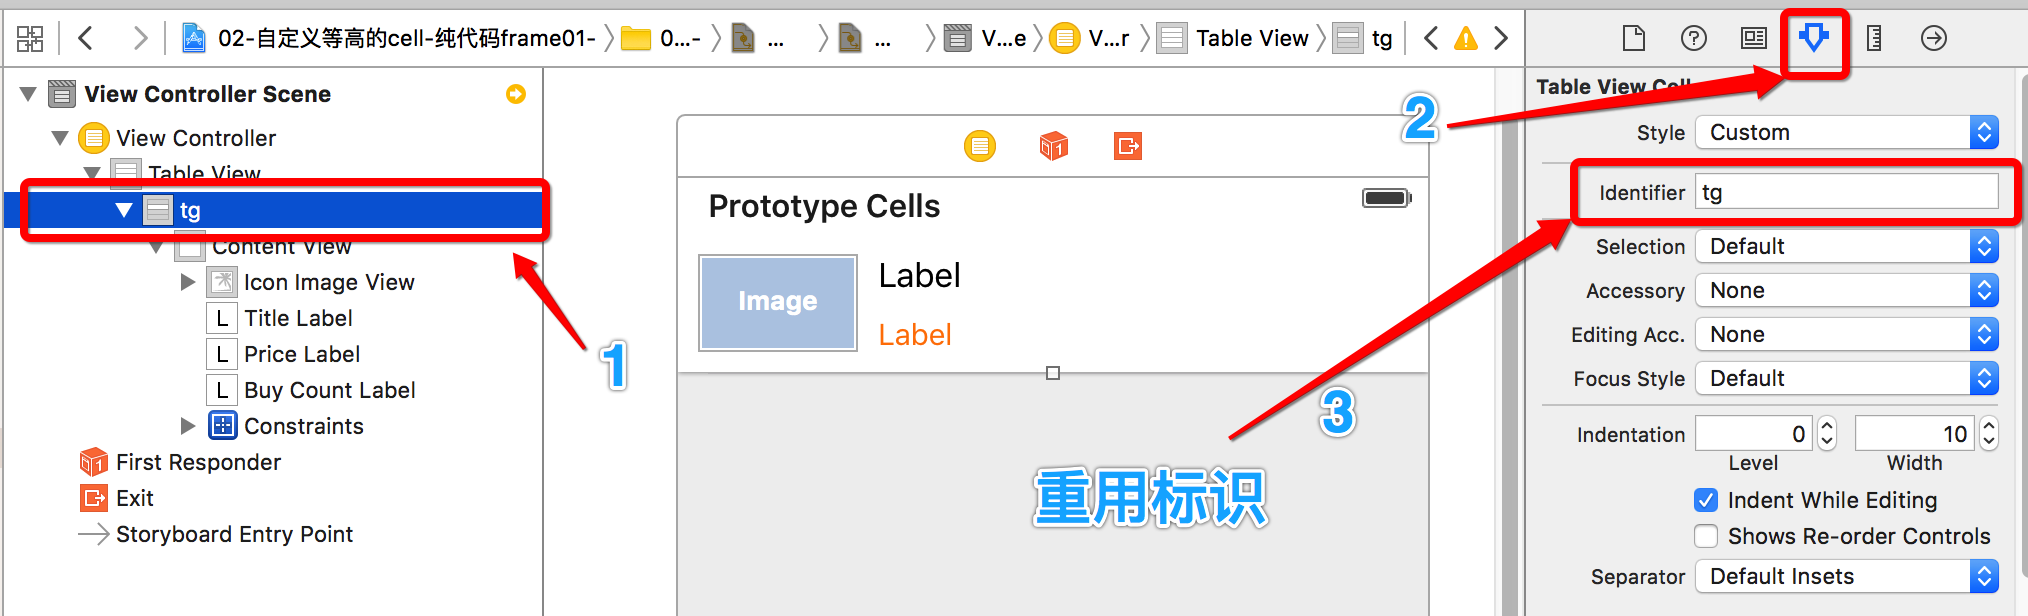 02-自定义等高的cell-纯代码frame01-
0...-
...
...
V...e
V...r
Table View
tg
View Controller Scene
View Controller
Table View
tg
Content View
Icon Image View
L Title Label
L Price Label
L Buy Count Label
Constraints
1 First Responder
Exit
Storyboard Entry Point
1
1
Prototype Cells
Image
Label
Label
2
3
重用标识
?
Table View Cell
Style Custom
Identifier tg
Selection Default
Accessory None
Editing Acc. None
Focus Style Default
Indentation 0 10
Level Width
Indent While Editing
Shows Re-order Controls
Separator Default Insets